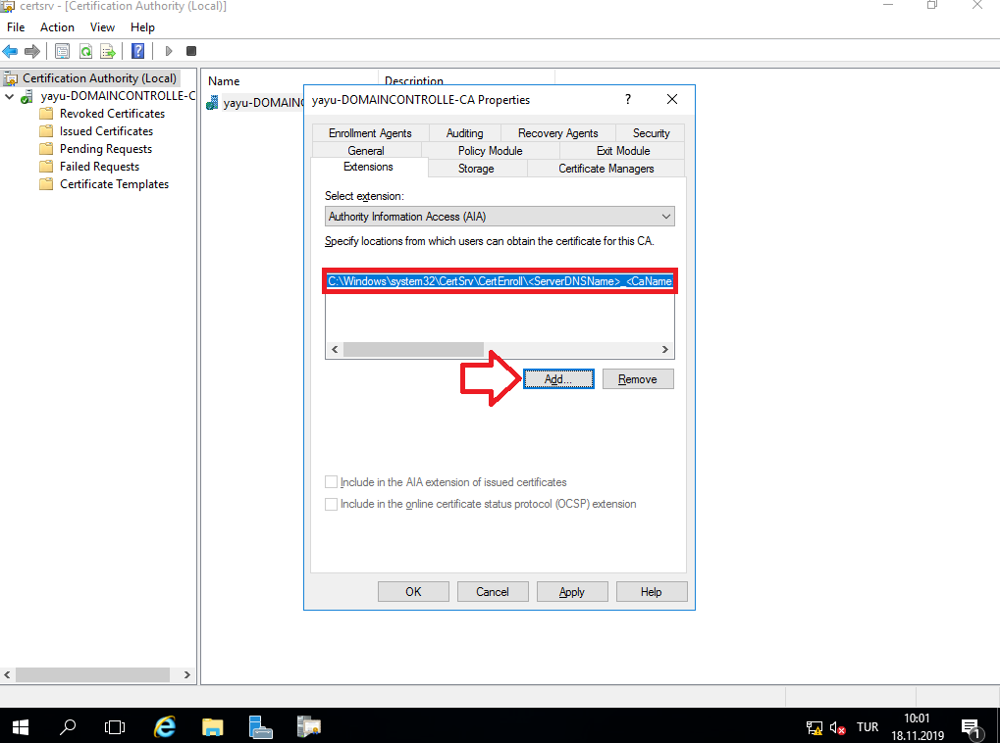 certsrv - [Certification Authority (Local)]
File Action View Help
Certification Authority (Local)
yayu-DOMAINCONTROLLE-C
Revoked Certificates
Issued Certificates
Pending Requests
Failed Requests
Certificate Templates
Name Description
yayu-DOMAINC
yayu-DOMAINCONTROLLE-CA Properties
?
Enrollment Agents Auditing Recovery Agents Security
General Policy Module Exit Module
Extensions Storage Certificate Managers
Select extension:
Authority Information Access (AIA)
Specify locations from which users can obtain the certificate for this CA.
C:\Windows\system32\CertSrv\CertEnroll\<ServerDNSName>_<CaName
Add... Remove
Include in the AIA extension of issued certificates
Include in the online certificate status protocol (OCSP) extension
OK Cancel Apply Help
TUR
10:01
18.11.2019
1